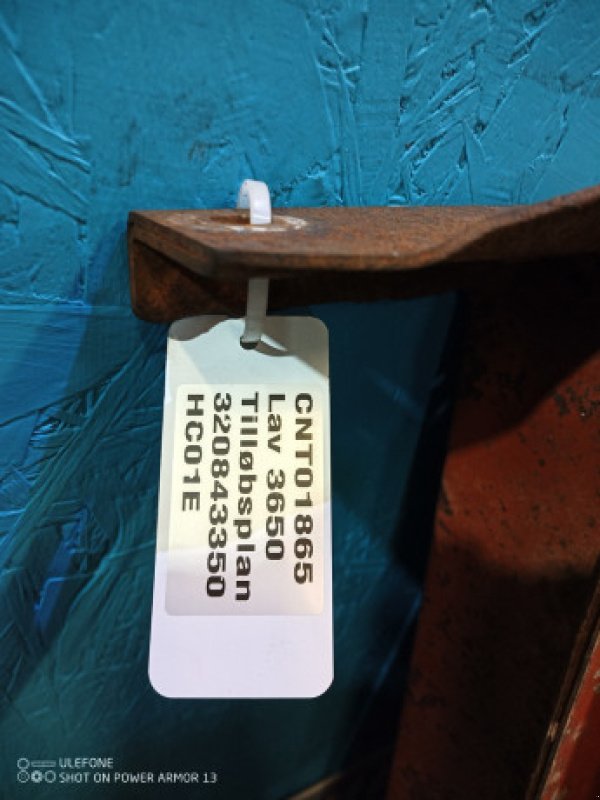 CNT01865
Lav 3650
Tilløbsplan
320843350
HC01E
ULEFONE
SHOT ON POWER ARMOR 13